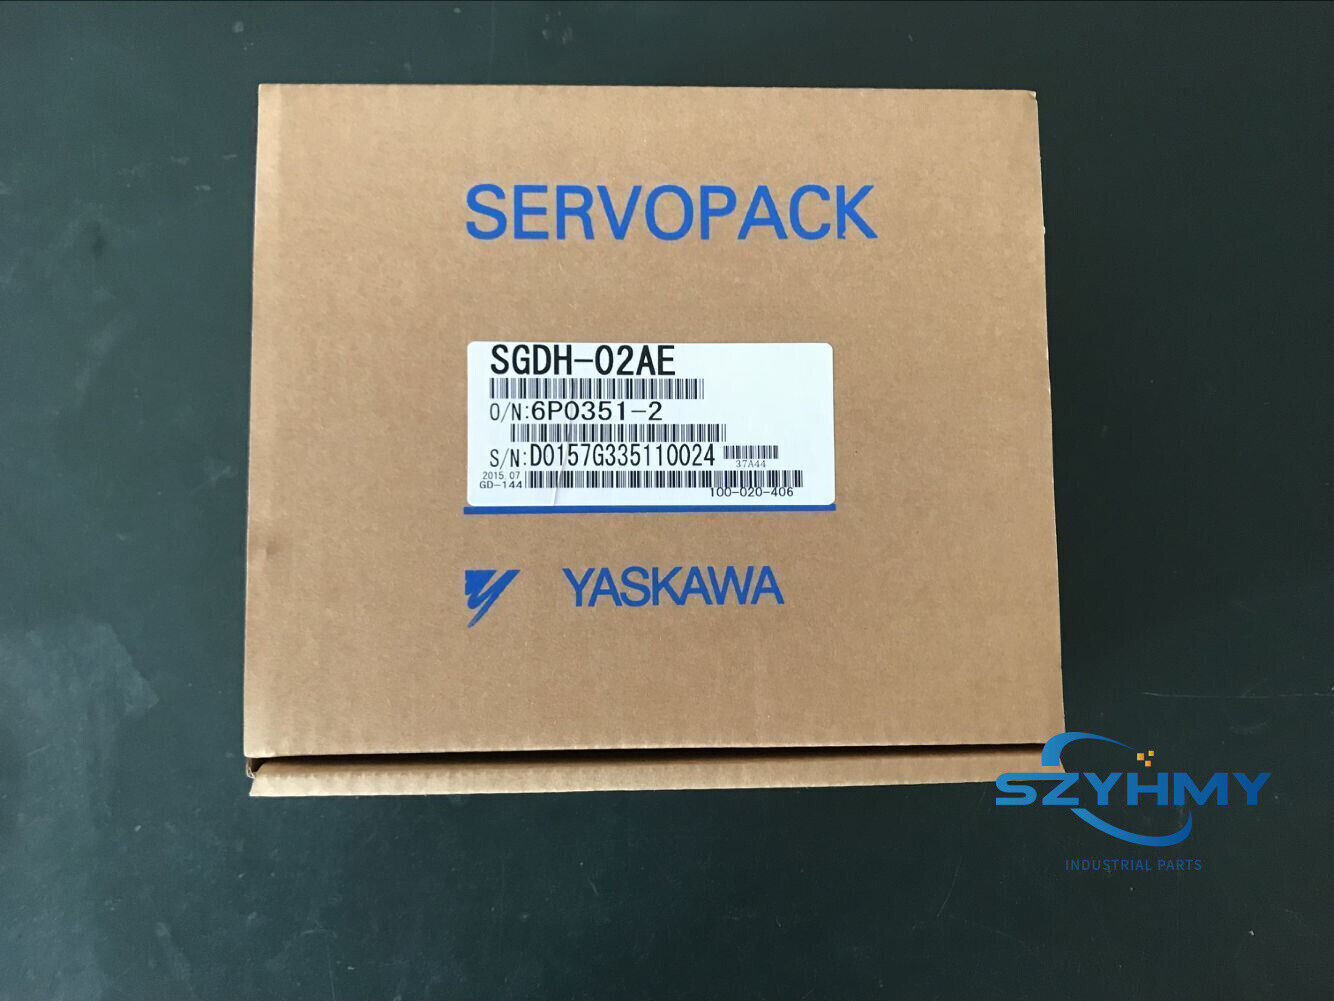 SERVOPACK
SGDH-02AE
O/N:6P0351-2
S/N:D0157G335110024
37A44
2015.07
GD-144
100-020-406
YASKAWA
SZYHMY
INDUSTRIAL PARTS